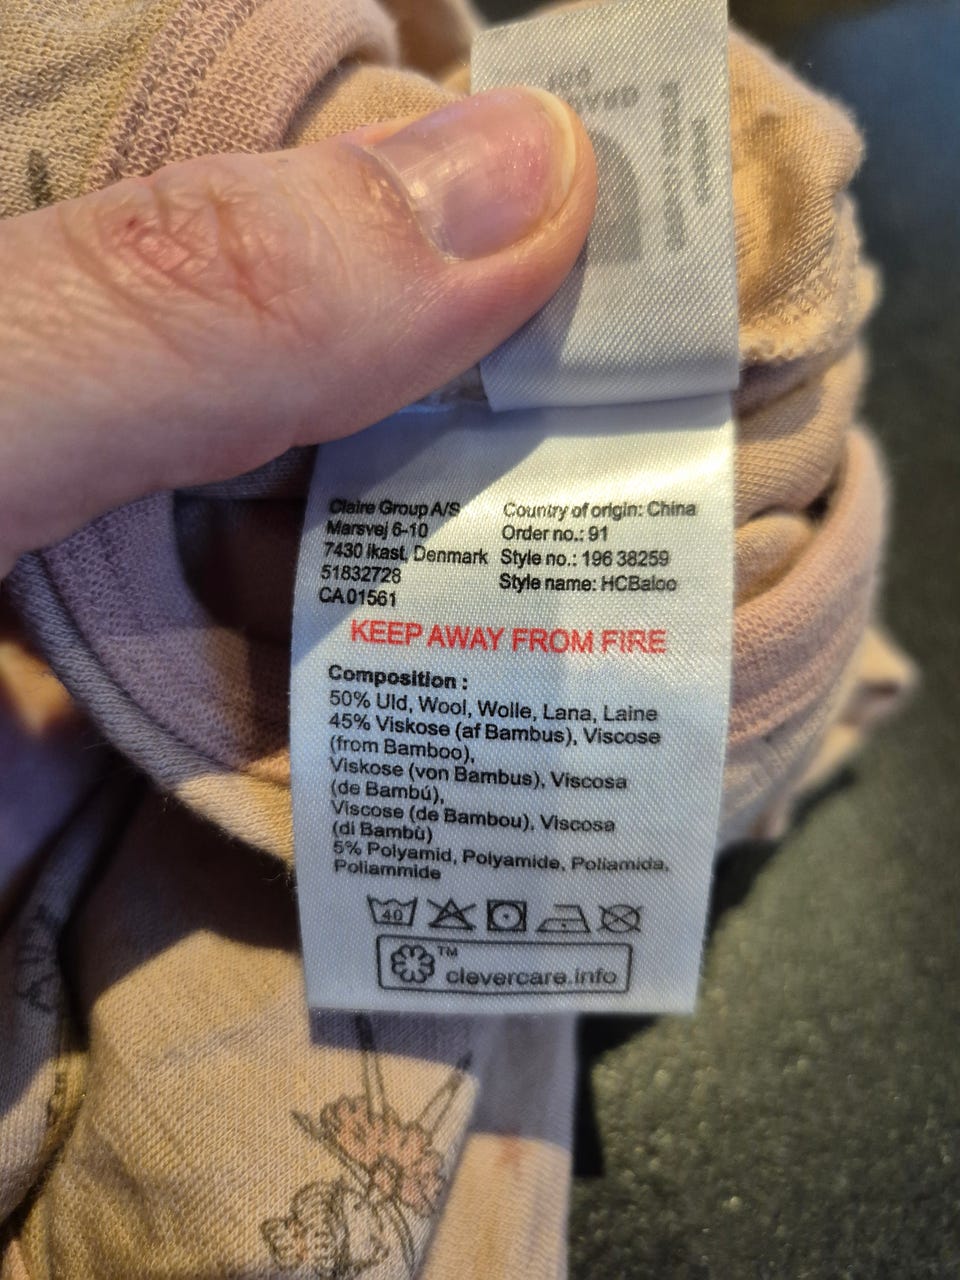 Claire Group A/S
Marsvej 6-10
7430 Ikast, Denmark
51832728
CA01561
Country of origin: China
Order no.: 91
Style no.: 196 38259
Style name: HCBaloo
KEEP AWAY FROM FIRE
Composition :
50% Uld, Wool, Wolle, Lana, Laine
45% Viskose (af Bambus), Viscose
(from Bamboo),
Viskose (von Bambus), Viscosa
(de Bambú),
Viscose (de Bambou), Viscosa
(di Bambù)
5% Polyamid, Polyamide, Poliamida,
Poliammide
40
TM
clevercare.info